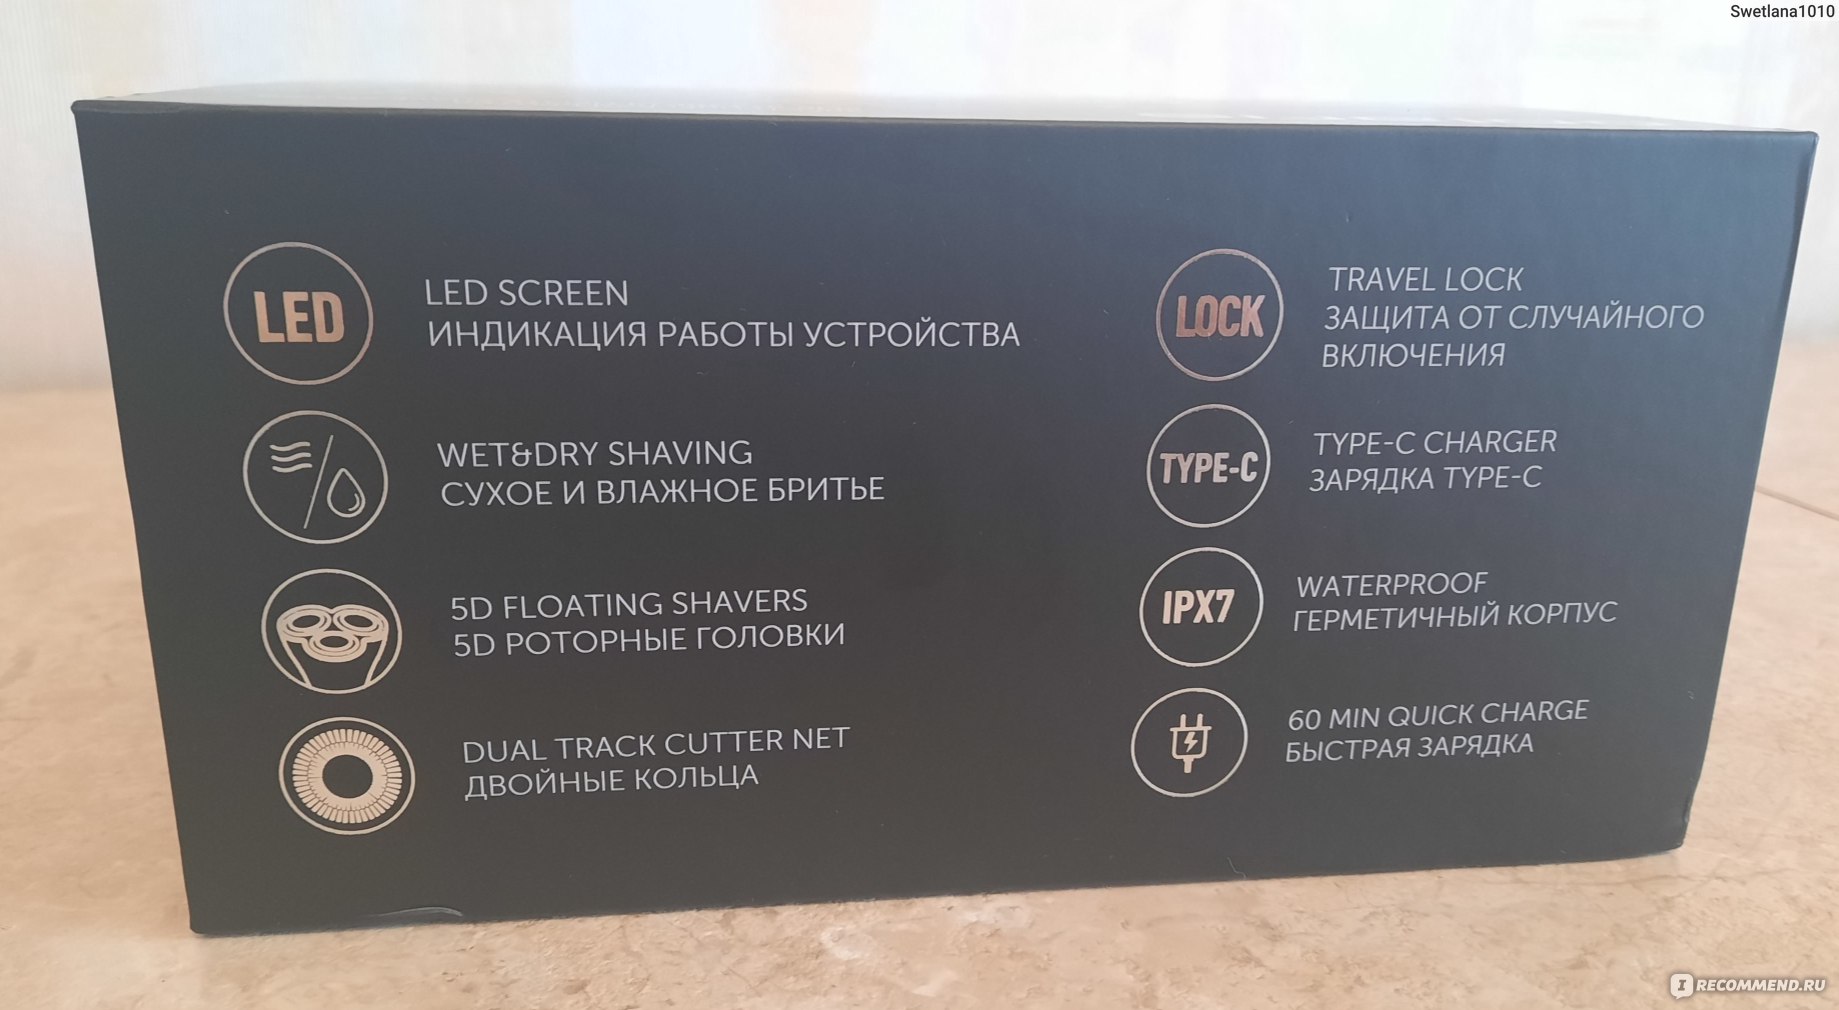 Swetlana1010
LED
LED SCREEN
ИНДИКАЦИЯ РАБОТЫ УСТРОЙСТВА
WET&DRY SHAVING
СУХОЕ И ВЛАЖНОЕ БРИТЬЕ
5D FLOATING SHAVERS
5D РОТОРНЫЕ ГОЛОВКИ
DUAL TRACK CUTTER NET
ДВОЙНЫЕ КОЛЬЦА
LOCK
TRAVEL LOCK
ЗАЩИТА ОТ СЛУЧАЙНОГО
ВКЛЮЧЕНИЯ
TYPE-C
TYPE-C CHARGER
ЗАРЯДКА TYPE-C
IPX7
WATERPROOF
ГЕРМЕТИЧНЫЙ КОРПУС
60 MIN QUICK CHARGE
БЫСТРАЯ ЗАРЯДКА
IRECOMMEND.RU